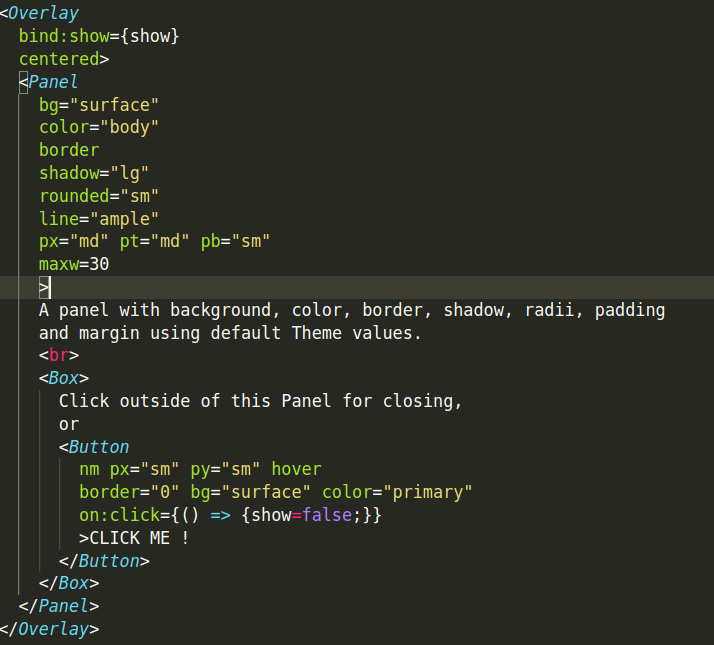 <Overlay
bind:show={show}
centered>
<Panel
bg="surface"
color="body"
border
shadow="lg"
rounded="sm"
line="ample"
px="md" pt="md" pb="sm"
maxw=30
>
A panel with background, color, border, shadow, radii, padding
and margin using default Theme values.
<br>
<Box>
Click outside of this Panel for closing,
or
<Button
nm px="sm" py="sm" hover
border="0" bg="surface" color="primary"
on:click={() => {show=false;}}
>CLICK ME !
</Button>
</Box>
</Panel>
</Overlay>